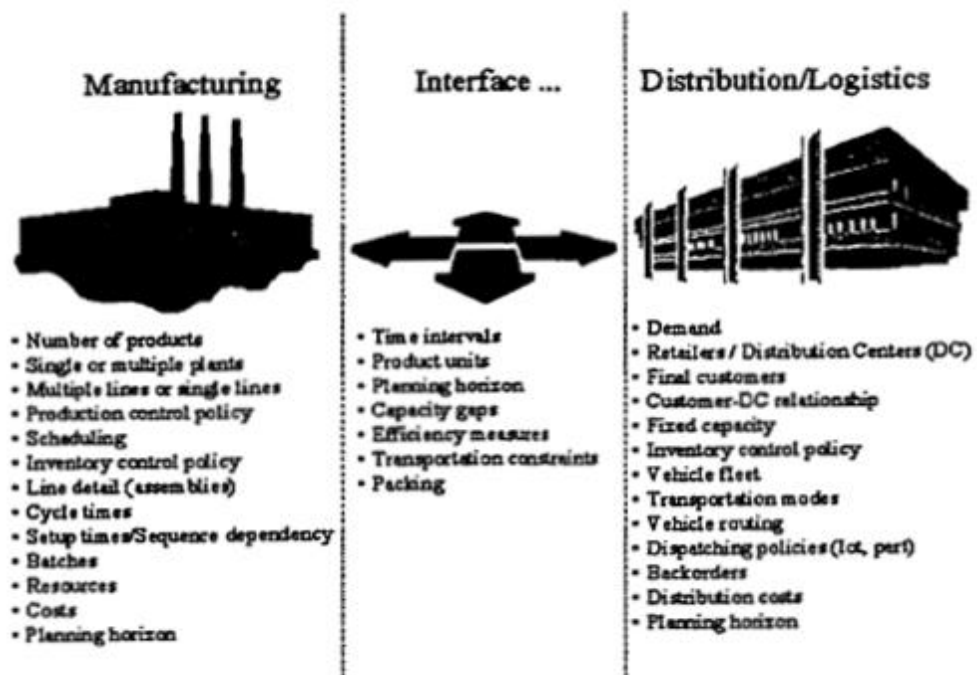 Manufacturing
• Number of products
• Single or multiple plants
• Multiple lines or single lines
• Production control policy
• Scheduling
• Inventory control policy
• Line detail (assemblies)
• Cycle times
• Setup times/Sequence dependency
• Batches
• Resources
• Costs
• Planning horizon
Interface ...
• Time intervals
• Product units
• Planning horizon
• Capacity gaps
• Efficiency measures
• Transportation constraints
• Packing
Distribution/Logistics
• Demand
• Retailers / Distribution Centers (DC)
• Final customers
• Customer-DC relationship
• Fixed capacity
• Inventory control policy
• Vehicle fleet
• Transportation modes
• Vehicle routing
• Dispatching policies (lot, part)
• Backorders
• Distribution costs
• Planning horizon